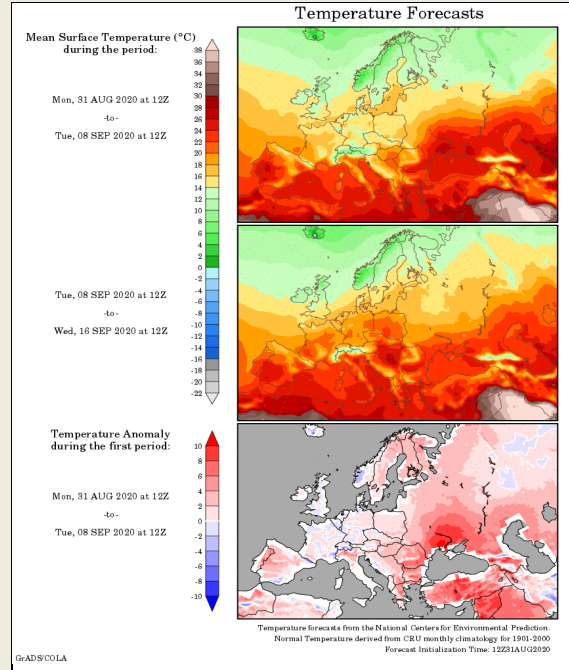 Temperature Forecasts
Mean Surface Temperature (°C)
during the period:
Mon, 31 AUG 2020 at 12Z
-to-
Tue, 08 SEP 2020 at 12Z
38
36
34
32
30
28
26
24
22
20
18
16
14
12
10
8
6
4
2
0
-2
-4
-6
-8
-10
-12
-14
-16
-18
-20
-22
Tue, 08 SEP 2020 at 12Z
-to-
Wed, 16 SEP 2020 at 12Z
Temperature Anomaly
during the first period:
Mon, 31 AUG 2020 at 12Z
-to-
Tue, 08 SEP 2020 at 12Z
10
8
6
4
2
0
-2
-4
-6
-8
-10
Temperature forecasts from the National Centers for Environmental Prediction.
Normal Temperature derived from CRU monthly climatology for 1901-2000
Forecast Initialization Time: 12Z31AUG2020
GrADS/COLA